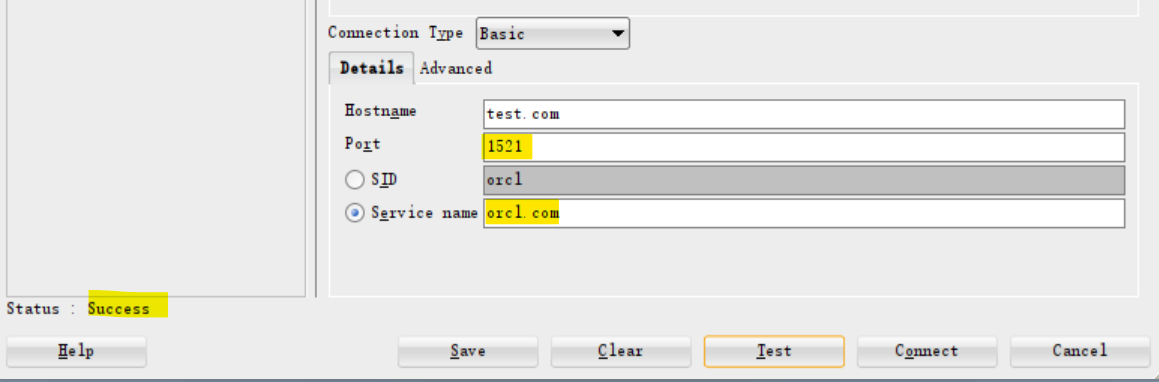 Connection Type Basic
Details Advanced
Hostname test.com
Port 1521
SID orcl
Service name orcl.com
Status : Success
Help Save Clear Test Connect Cancel